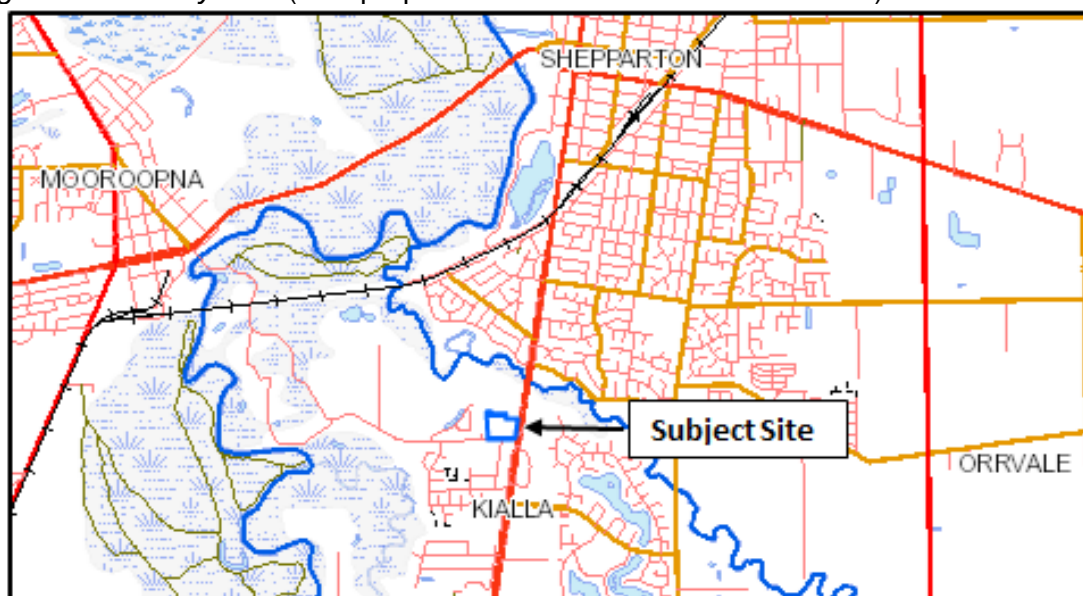 SHEPPARTON
MOOROOPNA
Subject Site
ORRVALE
KIALLA